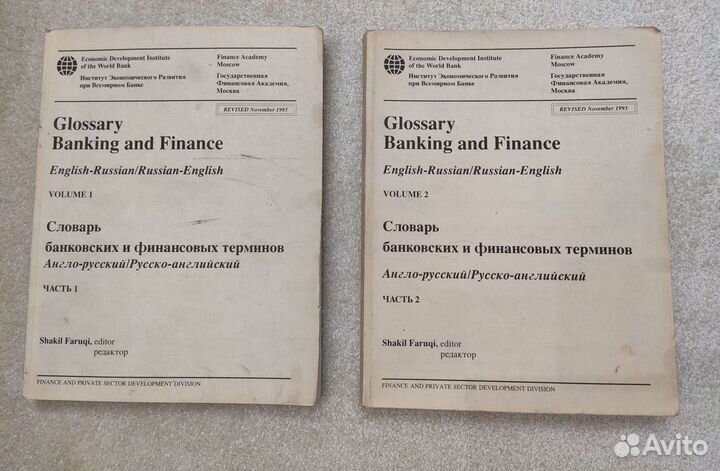 Economic Development Institute
of the World Bank
Институт Экономического Развития
при Всемирном Банке
Finance Academy
Moscow
Государственная
Финансовая Академия,
Москва
REVISED November 1993
Glossary
Banking and Finance
English-Russian/Russian-English
VOLUME 1
Словарь
банковских и финансовых терминов
Англо-русский/Русско-английский
ЧАСТЬ 1
Shakil Faruqi, editor
редактор
FINANCE AND PRIVATE SECTOR DEVELOPMENT DIVISION
Economic Development Institute
of the World Bank
Институт Экономического Развития
при Всемирном Банке
Finance Academy
Moscow
Государственная
Финансовая Академия,
Москва
REVISED November 1993
Glossary
Banking and Finance
English-Russian/Russian-English
VOLUME 2
Словарь
банковских и финансовых терминов
Англо-русский/Русско-английский
ЧАСТЬ 2
Shakil Faruqi, editor
редактор
FINANCE AND PRIVATE SECTOR DEVELOPMENT DIVISION
Avito